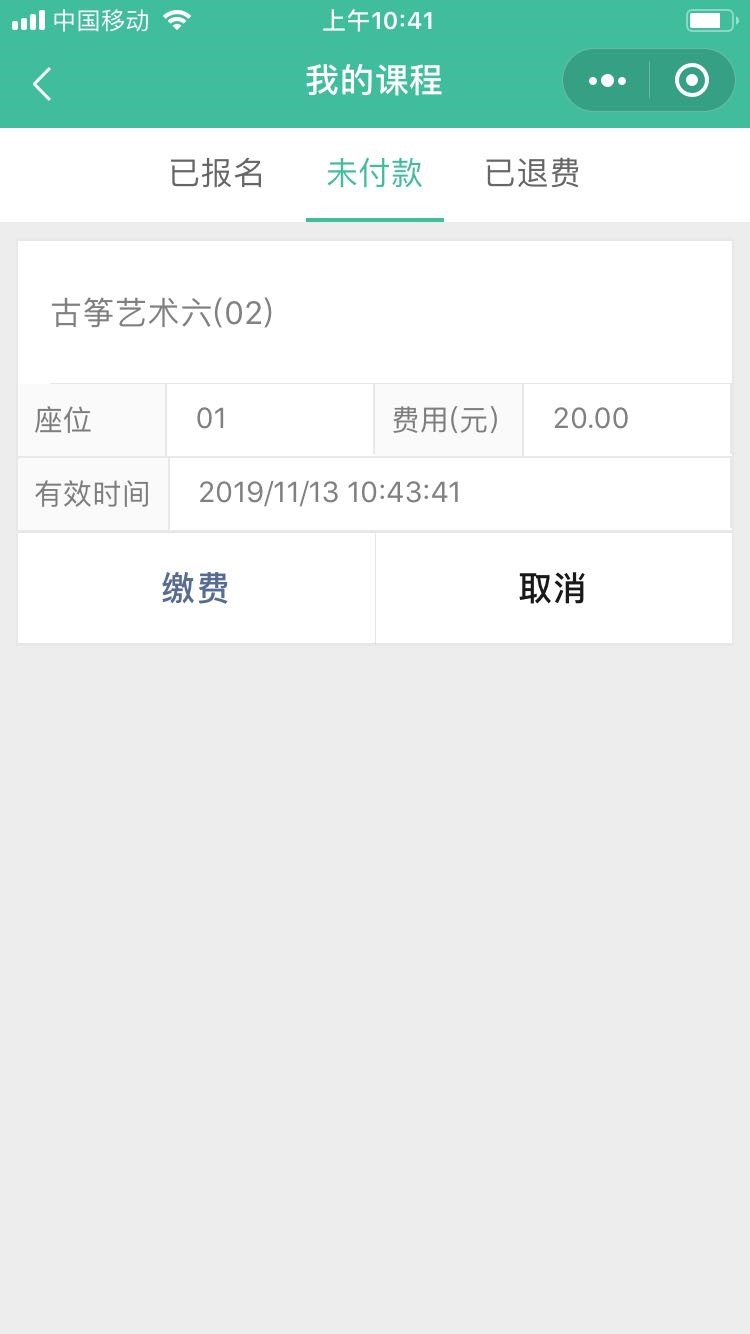 中国移动 上午10:41
我的课程
已报名 未付款 已退费
古筝艺术六(02)
座位 01 费用(元) 20.00
有效时间 2019/11/13 10:43:41
缴费 取消